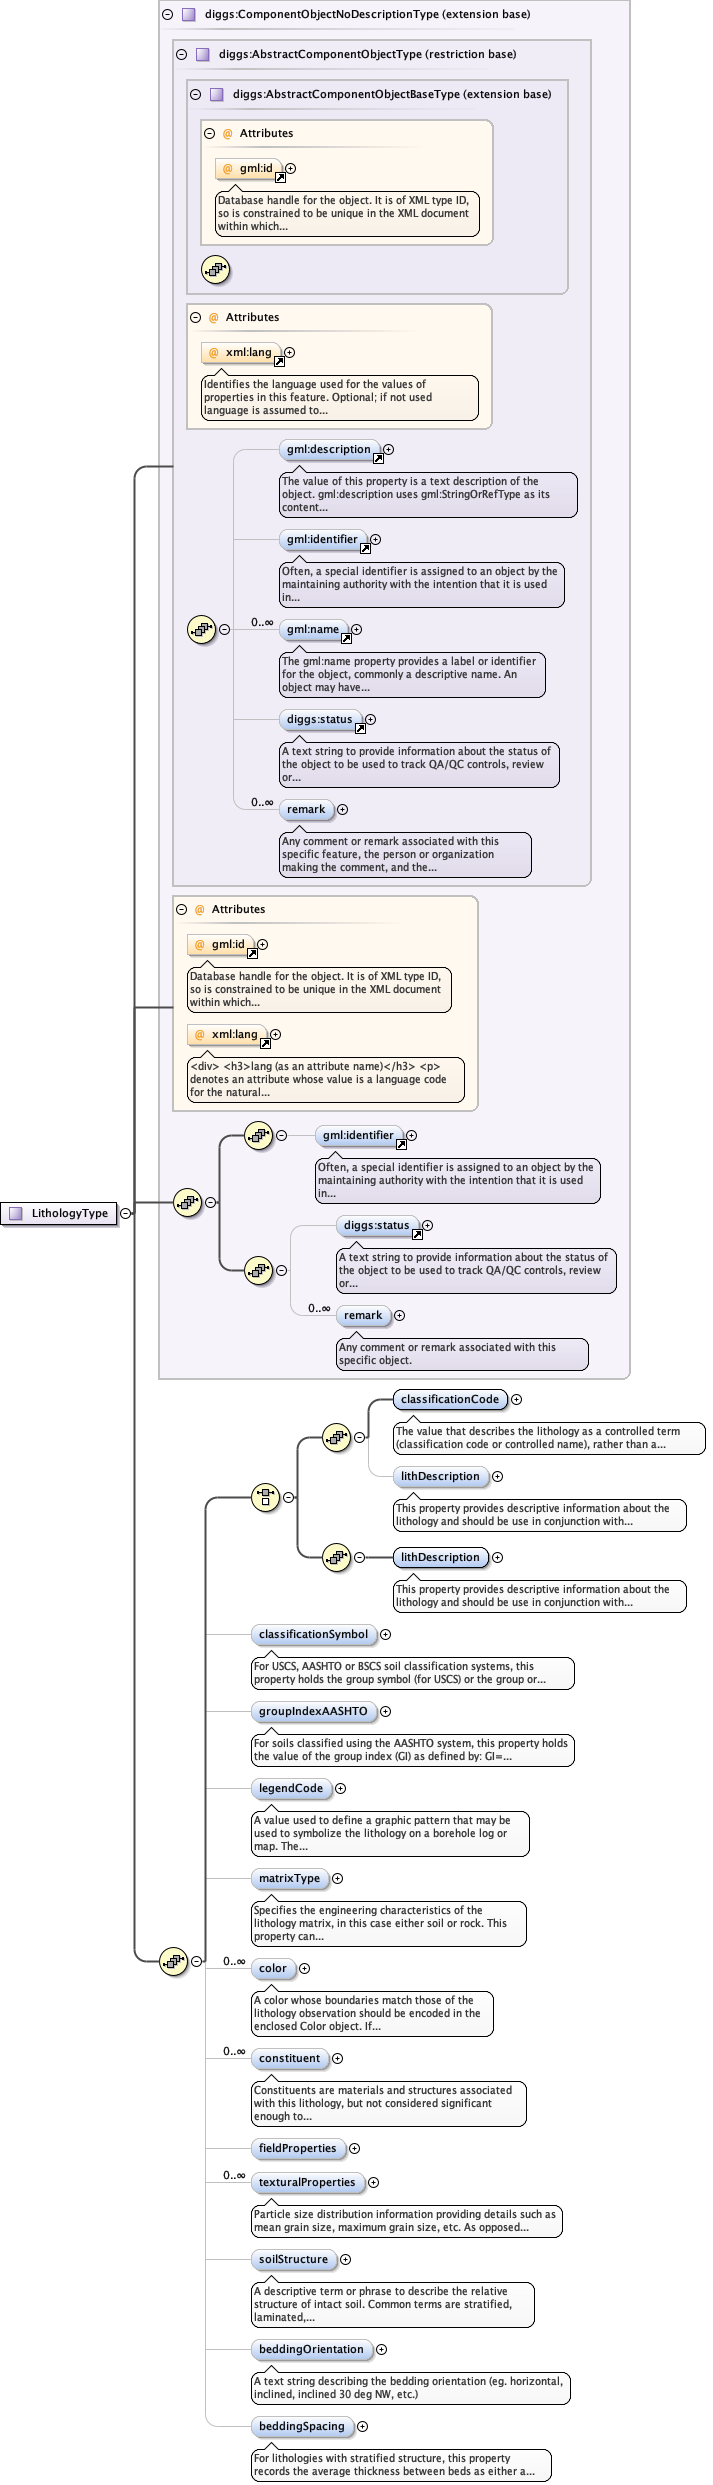 diggs:ComponentObjectNoDescriptionType (extension base)
diggs:AbstractComponentObjectType (restriction base)
diggs:AbstractComponentObjectBaseType (extension base)
@ Attributes
@ gml:id
Database handle for the object. It is of XML type ID,
so is constrained to be unique in the XML document
within which...
@ Attributes
@ xml:lang
Identifies the language used for the values of
properties in this feature. Optional; if not used
language is assumed to...
gml:description
The value of this property is a text description of the
object. gml:description uses gml:StringOrRefType as its
content...
gml:identifier
Often, a special identifier is assigned to an object by the
maintaining authority with the intention that it is used
in...
0..∞ gml:name
The gml:name property provides a label or identifier
for the object, commonly a descriptive name. An
object may have...
diggs:status
A text string to provide information about the status of
the object to be used to track QA/QC controls, review
or...
0..∞ remark
Any comment or remark associated with this
specific feature, the person or organization
making the comment, and the...
@ Attributes
@ gml:id
Database handle for the object. It is of XML type ID,
so is constrained to be unique in the XML document
within which...
@ xml:lang
<div> <h3>lang (as an attribute name)</h3> <p>
denotes an attribute whose value is a language code
for the natural...
gml:identifier
Often, a special identifier is assigned to an object by the
maintaining authority with the intention that it is used
in...
LithologyType
diggs:status
A text string to provide information about the status of
the object to be used to track QA/QC controls, review
or...
0..∞ remark
Any comment or remark associated with this
specific object.
classificationCode
The value that describes the lithology as a controlled term
(classification code or controlled name), rather than a...
lithDescription
This property provides descriptive information about the
lithology and should be use in conjunction with...
lithDescription
This property provides descriptive information about the
lithology and should be use in conjunction with...
classificationSymbol
For USCS, AASHTO or BSCS soil classification systems, this
property holds the group symbol (for USCS) or the group or...
groupIndexAASHTO
For soils classified using the AASHTO system, this property holds
the value of the group index (GI) as defined by: GI=...
legendCode
A value used to define a graphic pattern that may be
used to symbolize the lithology on a borehole log or
map. The...
matrixType
Specifies the engineering characteristics of the
lithology matrix, in this case either soil or rock. This
property can...
0..∞ color
A color whose boundaries match those of the
lithology observation should be encoded in the
enclosed Color object. If...
0..∞ constituent
Constituents are materials and structures associated
with this lithology, but not considered significant
enough to...
fieldProperties
0..∞ texturalProperties
Particle size distribution information providing details such as
mean grain size, maximum grain size, etc. As opposed...
soilStructure
A descriptive term or phrase to describe the relative
structure of intact soil. Common terms are stratified,
laminated,...
beddingOrientation
A text string describing the bedding orientation (eg. horizontal,
inclined, inclined 30 deg NW, etc.)
beddingSpacing
For lithologies with stratified structure, this property
records the average thickness between beds as either a...